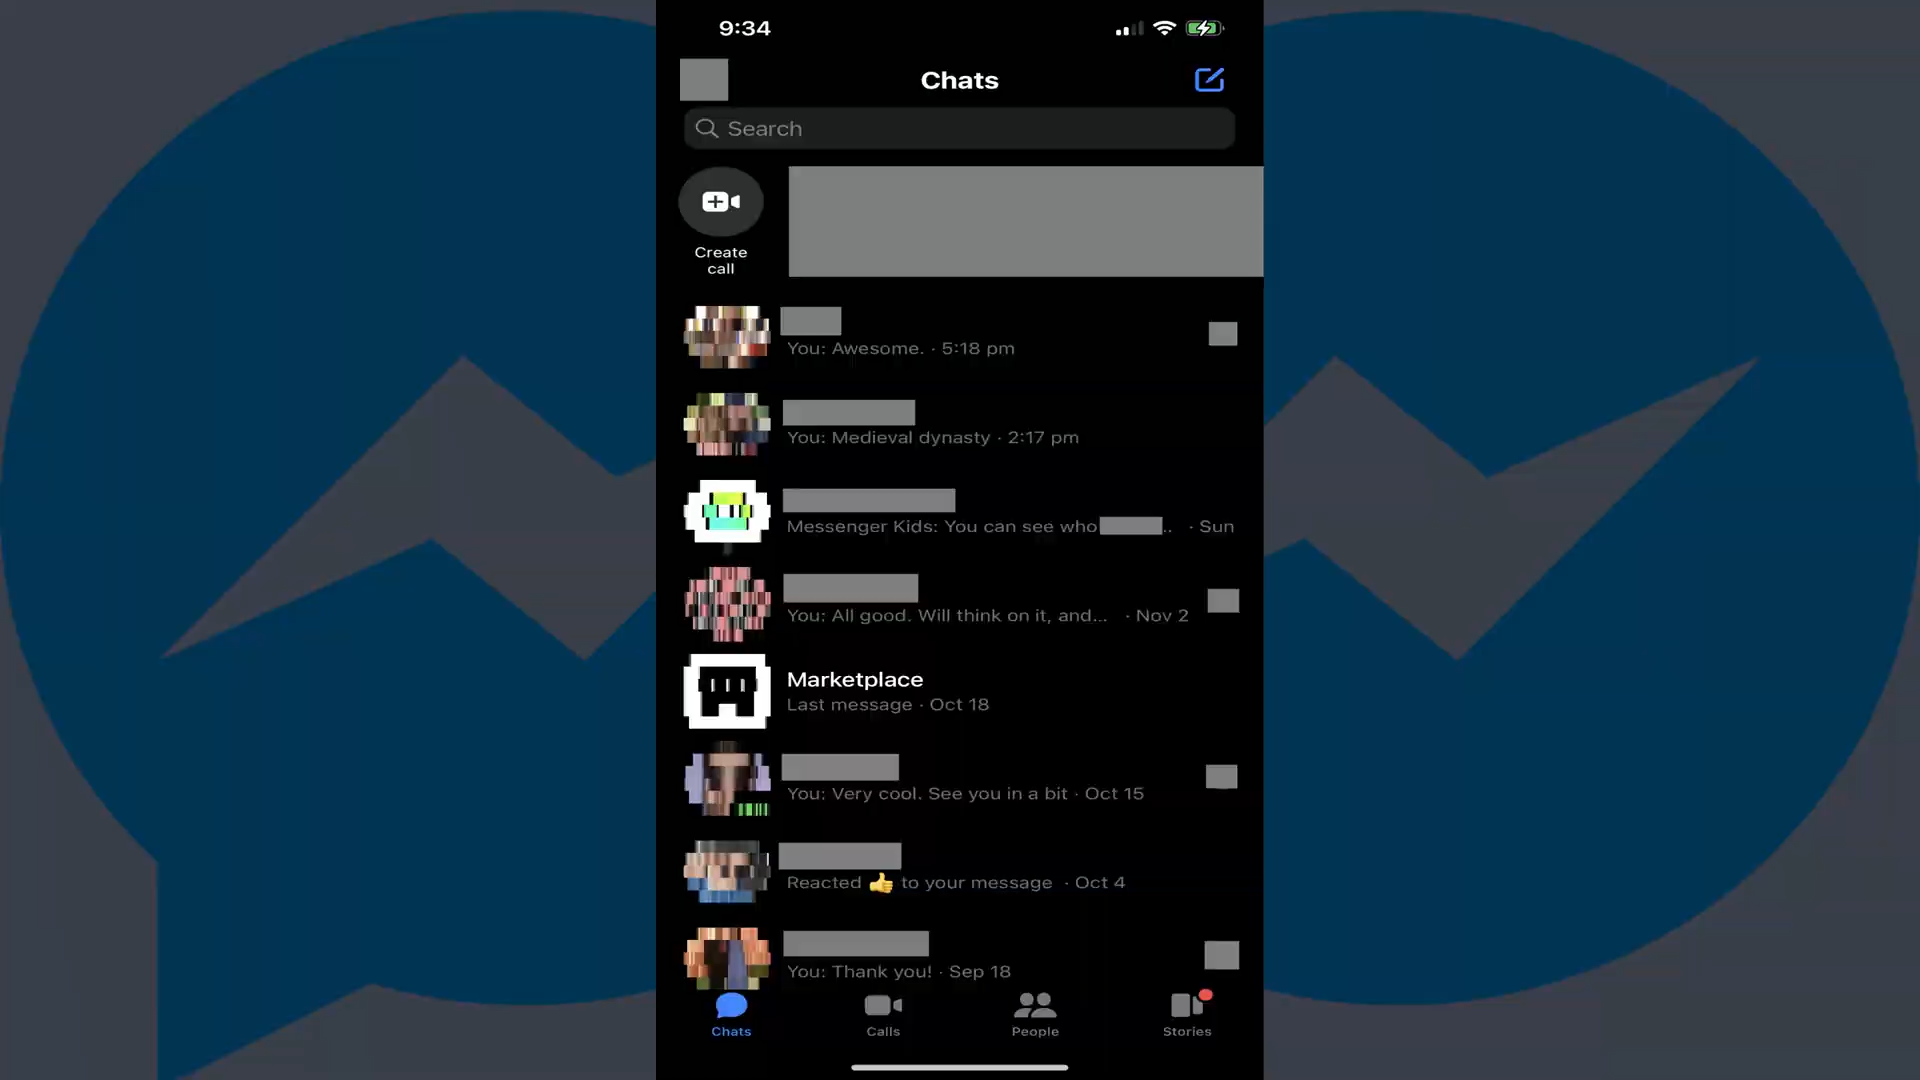 9:34
Chats
Search
Create
call
You: Awesome. · 5:18 pm
You: Medieval dynasty · 2:17 pm
Messenger Kids: You can see who .. · Sun
You: All good. Will think on it, and... · Nov 2
Marketplace
Last message · Oct 18
You: Very cool. See you in a bit · Oct 15
Reacted 👍 to your message · Oct 4
You: Thank you! · Sep 18
Chats
Calls
People
Stories